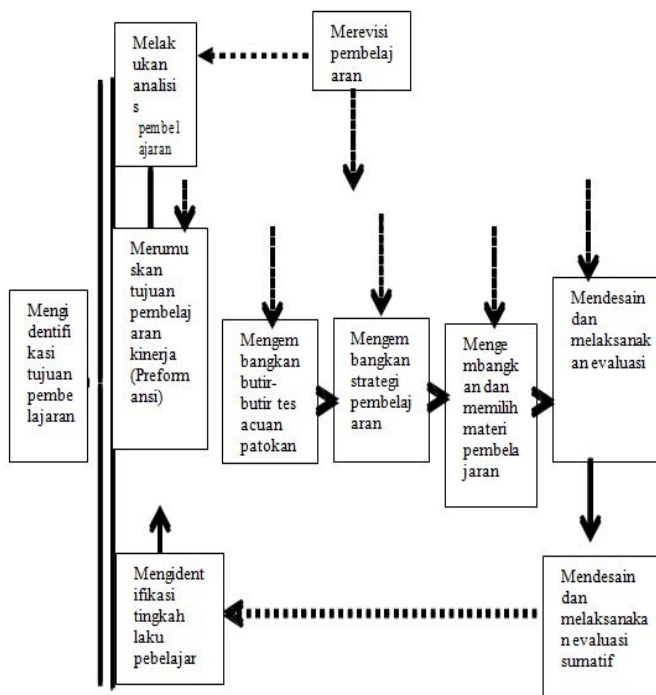 Melak
ukan
analisi
s
pembel
ajaran
Merevisi
pembelaj
aran
Mengi
dentifi
kasi
tujuan
pembe
lajaran
Merumu
skan
tujuan
pembelaj
aran
kinerja
(Preform
ansi)
Mengem
bangkan
butir-
butir tes
acuan
patokan
Mengem
bangkan
strategi
pembelaj
aran
Menge
mbangk
an dan
memilih
materi
pembela
jaran
Mendesain
dan
melaksanak
an evaluasi
Mengident
ifikasi
tingkah
laku
pebelajar
Mendesain
dan
melaksanaka
n evaluasi
sumatif